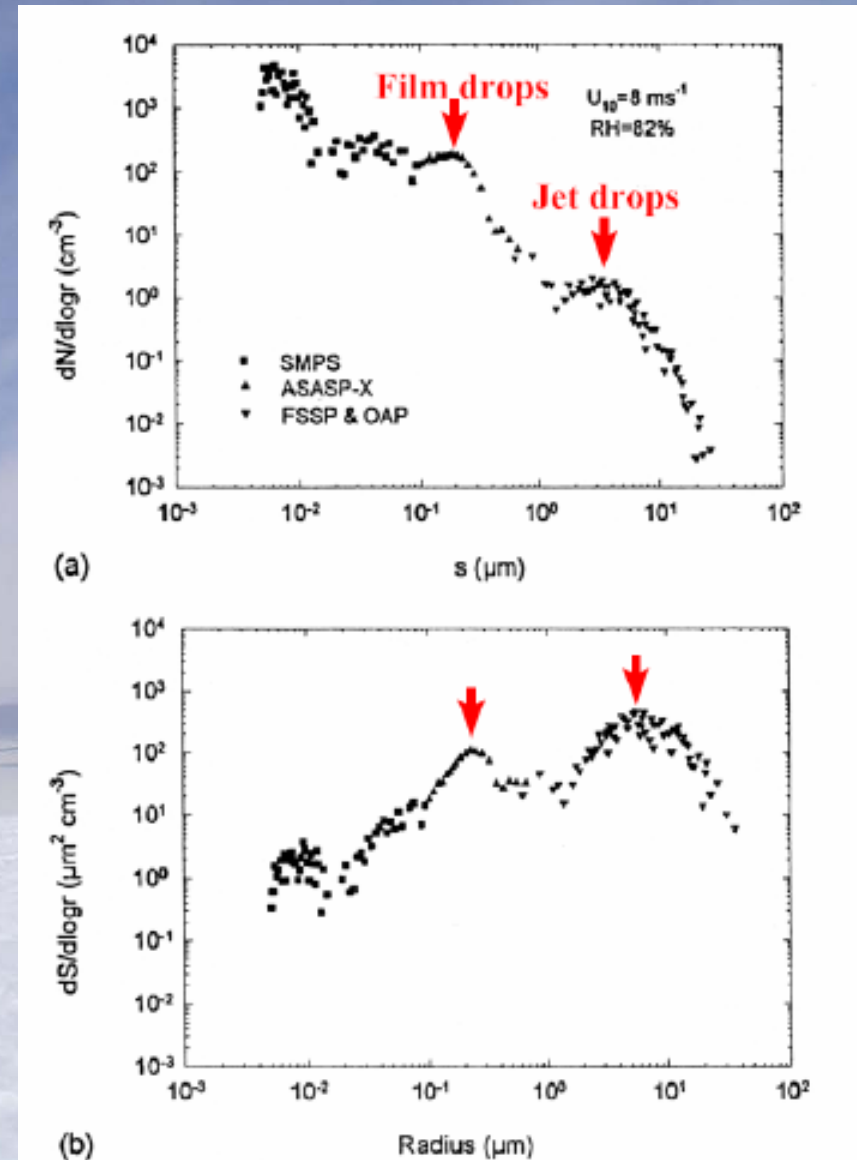 10⁴
10³
10²
10¹
10⁰
10⁻¹
10⁻²
10⁻³
dN/dlogr (cm⁻³)
Film drops
U₁₀=8 ms⁻¹
RH=82%
Jet drops
SMPS
ASASP-X
FSSP & OAP
10⁻³ 10⁻² 10⁻¹ 10⁰ 10¹ 10²
(a)
s (µm)
10⁴
10³
10²
10¹
10⁰
10⁻¹
10⁻²
10⁻³
dS/dlogr (µm² cm⁻³)
10⁻³ 10⁻² 10⁻¹ 10⁰ 10¹ 10²
(b)
Radius (µm)